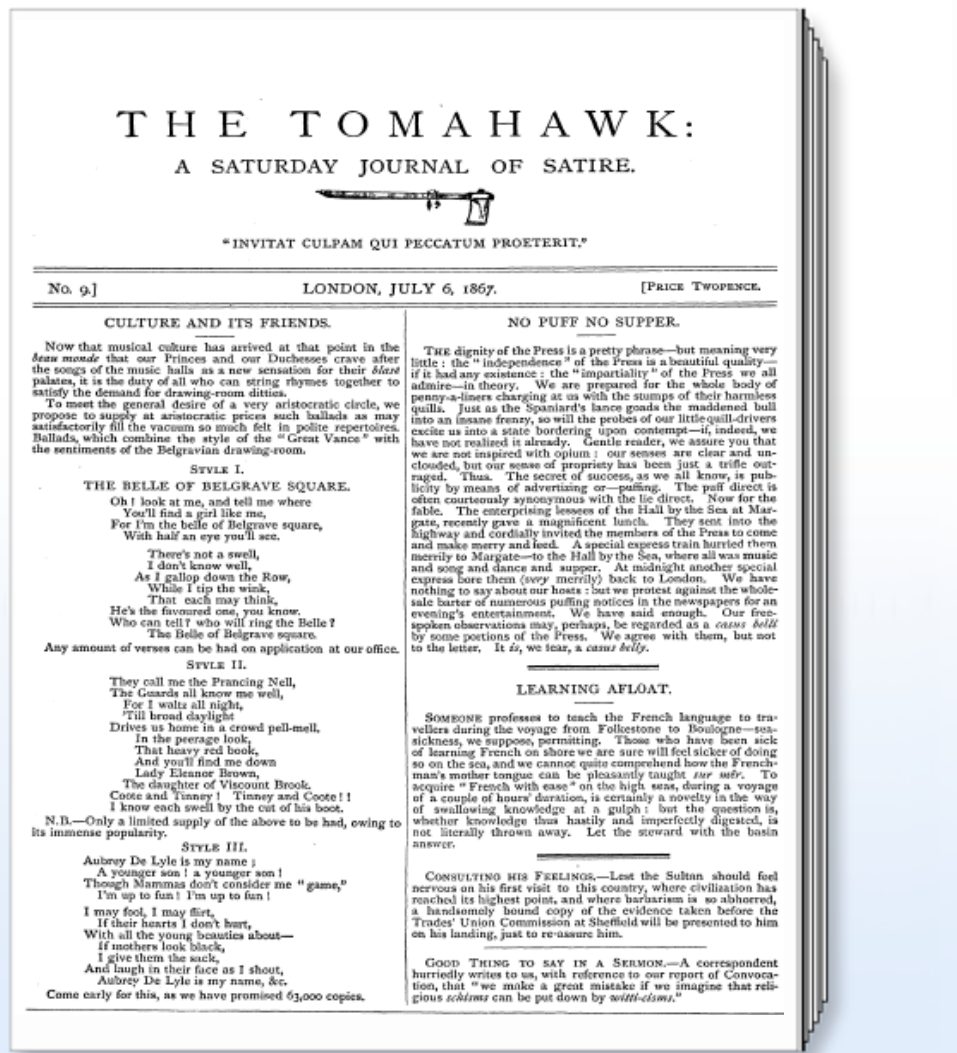 THE TOMAHAWK:
A SATURDAY JOURNAL OF SATIRE.
"INVITAT CULPAM QUI PECCATUM PROETERIT."
No. 9.] LONDON, JULY 6, 1867. [PRICE TWOPENCE.
CULTURE AND ITS FRIENDS.
NOW that musical culture has arrived at that point in the
beau monde that our Princes and our Duchesses crave after
the songs of the music halls as a new sensation for their blasé
palates, it is the duty of all who can string rhymes together to
satisfy the demand for drawing-room ditties.
To meet the general desire of a very aristocratic circle, we
propose to supply at aristocratic prices such ballads as may
satisfactorily fill the vacuum so much felt in polite repertoires.
Ballads, which combine the style of the "Great Vance" with
the sentiments of the Belgravian drawing-room.
STYLE I.
THE BELLE OF BELGRAVE SQUARE.
Oh! look at me, and tell me where
You'll find a girl like me,
For I'm the belle of Belgrave square,
With half an eye you'll see.
There's not a swell,
I don't know well,
As I gallop down the Row,
While I tip the wink,
That each may think,
He's the favoured one, you know.
Who can tell? who will ring the Belle?
The Belle of Belgrave square.
Any amount of verses can be had on application at our office.
STYLE II.
They call me the Prancing Nell,
The Guards all know me well,
For I waltz all night,
'Till broad daylight
Drives us home in a crowd pell-mell,
In the peerage look,
That heavy red book,
And you'll find me down
Lady Eleanor Brown,
The daughter of Viscount Brook.
Coote and Tinney! Tinney and Coote!!
I know each swell by the cut of his boot.
N.B.—Only a limited supply of the above to be had, owing to
its immense popularity.
STYLE III.
Aubrey De Lyle is my name;
A younger son! a younger son!
Though Mammas don't consider me "game,"
I'm up to fun! I'm up to fun!
I may fool, I may flirt,
If their hearts I don't hurt,
With all the young beauties about—
If mothers look black,
I give them the sack,
And laugh in their face as I shout,
Aubrey De Lyle is my name, &c.
Come early for this, as we have promised 63,000 copies.
NO PUFF NO SUPPER.
THE dignity of the Press is a pretty phrase—but meaning very
little: the "independence" of the Press is a beautiful quality—
if it had any existence: the "impartiality" of the Press we all
admire—in theory. We are prepared for the whole body of
penny-a-liners charging at us with the stumps of their harmless
quills. Just as the Spaniard's lance goads the maddened bull
into an insane frenzy, so will the probes of our little quill-drivers
excite us into a state bordering upon contempt—if, indeed, we
have not realized it already. Gentle reader, we assure you that
we are not inspired with opium: our senses are clear and un-
clouded, but our sense of propriety has been just a trifle out-
raged. Thus. The secret of success, as we all know, is pub-
licity by means of advertizing or—puffing. The puff direct is
often courteously synonymous with the lie direct. Now for the
fable. The enterprising lessees of the Hall by the Sea at Mar-
gate, recently gave a magnificent lunch. They sent into the
highway and cordially invited the members of the Press to come
and make merry and feed. A special express train hurried them
merrily to Margate—to the Hall by the Sea, where all was music
and song and dance and supper. At midnight another special
express bore them (very merrily) back to London. We have
nothing to say about our hosts: but we protest against the whole-
sale barter of numerous puffing notices in the newspapers for an
evening's entertainment. We have said enough. Our free-
spoken observations may, perhaps, be regarded as a casus belli
by some portions of the Press. We agree with them, but not
to the letter. It is, we fear, a casus belly.
LEARNING AFLOAT.
SOMEONE professes to teach the French language to tra-
vellers during the voyage from Folkestone to Boulogne—sea-
sickness, we suppose, permitting. Those who have been sick
of learning French on shore we are sure will feel sicker of doing
so on the sea, and we cannot quite comprehend how the French-
man's mother tongue can be pleasantly taught sur mér. To
acquire "French with ease" on the high seas, during a voyage
of a couple of hours' duration, is certainly a novelty in the way
of swallowing knowledge at a gulph: but the question is,
whether knowledge thus hastily and imperfectly digested, is
not literally thrown away. Let the steward with the basin
answer.
CONSULTING HIS FEELINGS.—Lest the Sultan should feel
nervous on his first visit to this country, where civilization has
reached its highest point, and where barbarism is so abhorred,
a handsomely bound copy of the evidence taken before the
Trades' Union Commission at Sheffield will be presented to him
on his landing, just to re-assure him.
GOOD THING TO SAY IN A SERMON.—A correspondent
hurriedly writes to us, with reference to our report of Convoca-
tion, that "we make a great mistake if we imagine that reli-
gious schisms can be put down by witti-cisms."